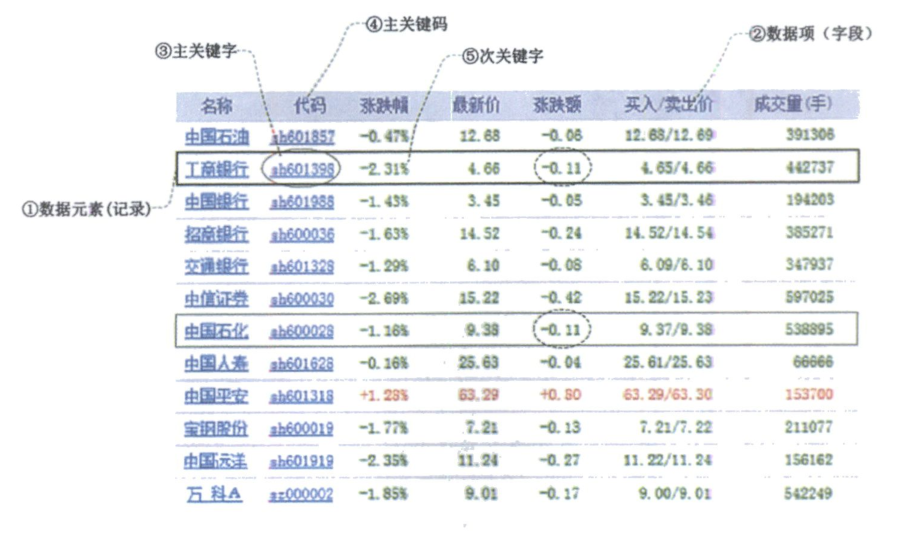 ④主关键码
③主关键字
⑤次关键字
②数据项（字段）
名称 代码 涨跌幅 最新价 涨跌额 买入/卖出价 成交量(手)
中国石油 sh601857 -0.47% 12.68 -0.06 12.68/12.69 391306
工商银行 sh601398 -2.31% 4.66 -0.11 4.65/4.66 442737
①数据元素(记录)
中国银行 sh601988 -1.43% 3.45 -0.05 3.45/3.46 194203
招商银行 sh600036 -1.63% 14.52 -0.24 14.52/14.54 385271
交通银行 sh601328 -1.29% 6.10 -0.08 6.09/6.10 347937
中信证券 sh600030 -2.69% 15.22 -0.42 15.22/15.23 597025
中国石化 sh600028 -1.16% 9.38 -0.11 9.37/9.38 538895
中国人寿 sh601628 -0.16% 25.63 -0.04 25.61/25.63 66666
中国平安 sh601318 +1.28% 63.29 +0.80 63.29/63.30 153700
宝钢股份 sh600019 -1.77% 7.21 -0.13 7.21/7.22 211077
中国远洋 sh601919 -2.35% 11.24 -0.27 11.22/11.24 156162
万 科A sz000002 -1.85% 9.01 -0.17 9.00/9.01 542249